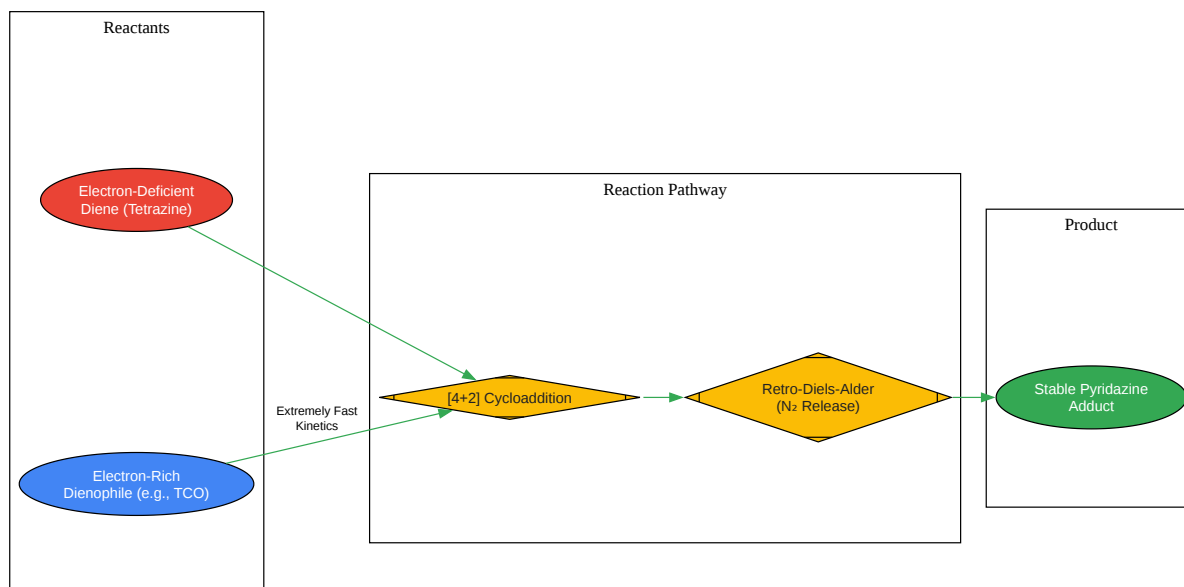 Reactants
Electron-Deficient
Diene (Tetrazine)
Extremely Fast
Kinetics
Electron-Rich
Dienophile (e.g., TCO)
Reaction Pathway
[4+2] Cycloaddition
Retro-Diels-Alder
(N₂ Release)
Product
Stable Pyridazine
Adduct